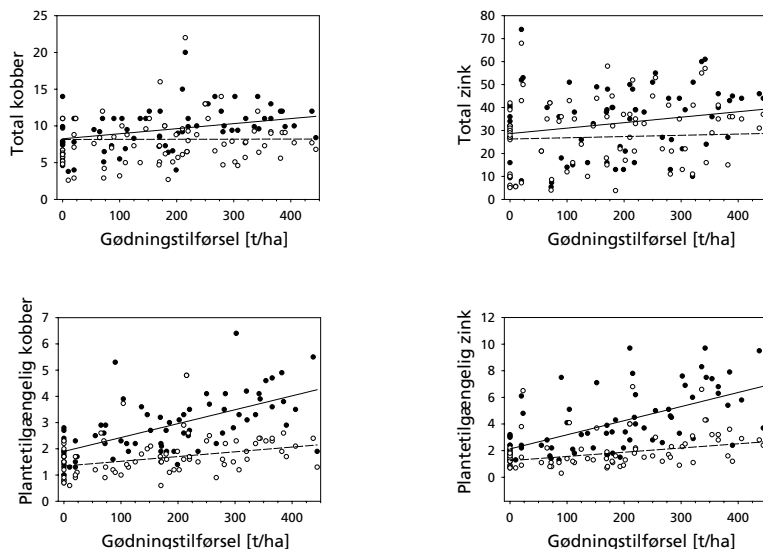 25
20
15
10
5
0
Total kobber
0 100 200 300 400
Gødningstilførsel [t/ha]
80
70
60
50
40
30
20
10
0
Total zink
0 100 200 300 400
Gødningstilførsel [t/ha]
7
6
5
4
3
2
1
0
Plantetilgængelig kobber
0 100 200 300 400
Gødningstilførsel [t/ha]
12
10
8
6
4
2
0
Plantetilgængelig zink
0 100 200 300 400
Gødningstilførsel [t/ha]